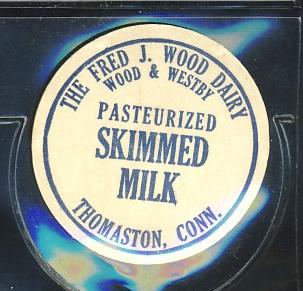 THE FRED J. WOOD DAIRY
WOOD & WESTBY
PASTEURIZED
SKIMMED
MILK
THOMASTON, CONN.